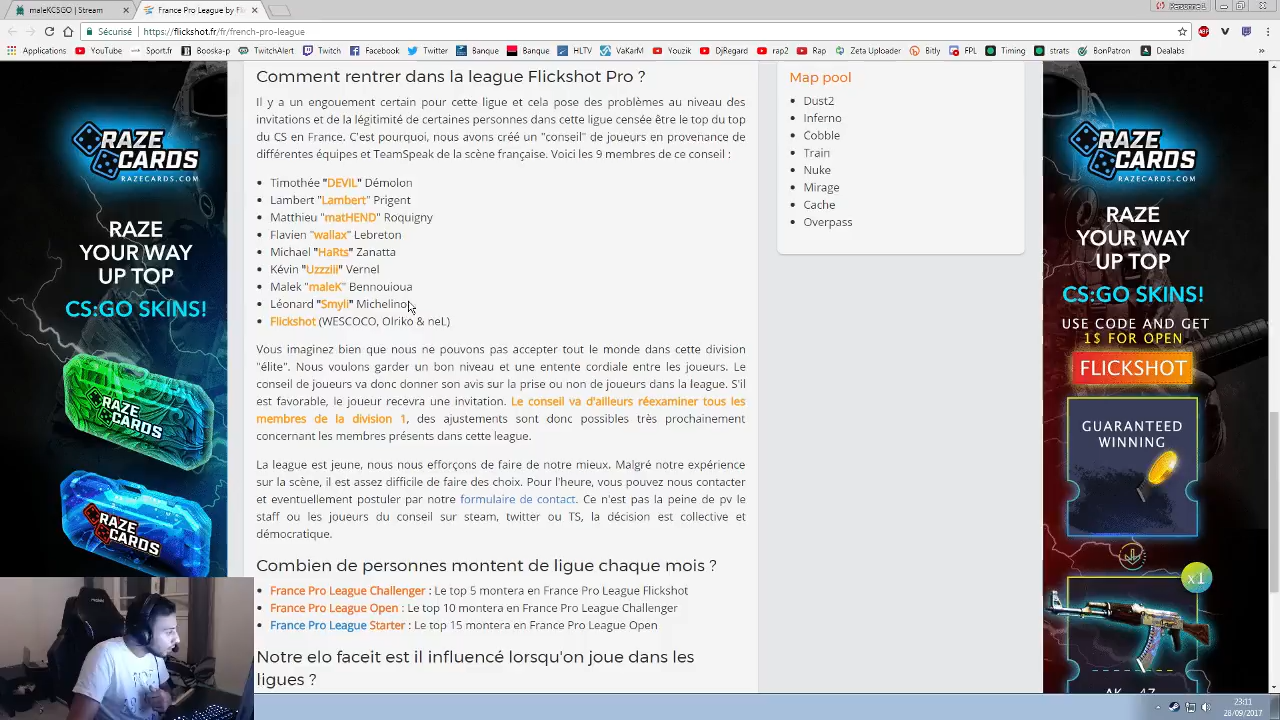 maleKCSGO | Stream
France Pro League by Fl
Sécurisé
https://flickshot.fr/fr/french-pro-league
Applications
YouTube
Sport.fr
Booska-p
TwitchAlert
Twitch
Facebook
Twitter
Banque
Banque
HLTV
VaKarM
Youzik
DjRegard
rap2
Rap
Zeta Uploader
Bitly
FPL
Timing
strats
BonPatron
Dealabs
RAZE
CARDS
RAZECARDS.COM
RAZE
YOUR WAY
UP TOP
CS:GO SKINS!
RAZE
CARDS
RAZE
CARDS
Comment rentrer dans la league Flickshot Pro ?
Il y a un engouement certain pour cette ligue et cela pose des problèmes au niveau des
invitations et de la légitimité de certaines personnes dans cette ligue censée être le top du top
du CS en France. C'est pourquoi, nous avons créé un "conseil" de joueurs en provenance de
différentes équipes et TeamSpeak de la scène française. Voici les 9 membres de ce conseil :
Timothée "DEVIL" Démolon
Lambert "Lambert" Prigent
Matthieu "matHEND" Roquigny
Flavien "wallax" Lebreton
Michael "HaRts" Zanatta
Kévin "Uzzziii" Vernel
Malek "maleK" Bennouioua
Léonard "Smyli" Michelino
Flickshot (WESCOCO, Olriko & neL)
Vous imaginez bien que nous ne pouvons pas accepter tout le monde dans cette division
"élite". Nous voulons garder un bon niveau et une entente cordiale entre les joueurs. Le
conseil de joueurs va donc donner son avis sur la prise ou non de joueurs dans la league. S'il
est favorable, le joueur recevra une invitation. Le conseil va d'ailleurs réexaminer tous les
membres de la division 1, des ajustements sont donc possibles très prochainement
concernant les membres présents dans cette league.
La league est jeune, nous nous efforçons de faire de notre mieux. Malgré notre expérience
sur la scène, il est assez difficile de faire des choix. Pour l'heure, vous pouvez nous contacter
et eventuellement postuler par notre formulaire de contact. Ce n'est pas la peine de pv le
staff ou les joueurs du conseil sur steam, twitter ou TS, la décision est collective et
démocratique.
Combien de personnes montent de ligue chaque mois ?
France Pro League Challenger : Le top 5 montera en France Pro League Flickshot
France Pro League Open : Le top 10 montera en France Pro League Challenger
France Pro League Starter : Le top 15 montera en France Pro League Open
Notre elo faceit est il influencé lorsqu'on joue dans les
ligues ?
Map pool
Dust2
Inferno
Cobble
Train
Nuke
Mirage
Cache
Overpass
RAZE
CARDS
RAZECARDS.COM
RAZE
YOUR WAY
UP TOP
CS:GO SKINS!
USE CODE AND GET
1$ FOR OPEN
FLICKSHOT
GUARANTEED
WINNING
x1
AK - 47
23:11
28/09/2017